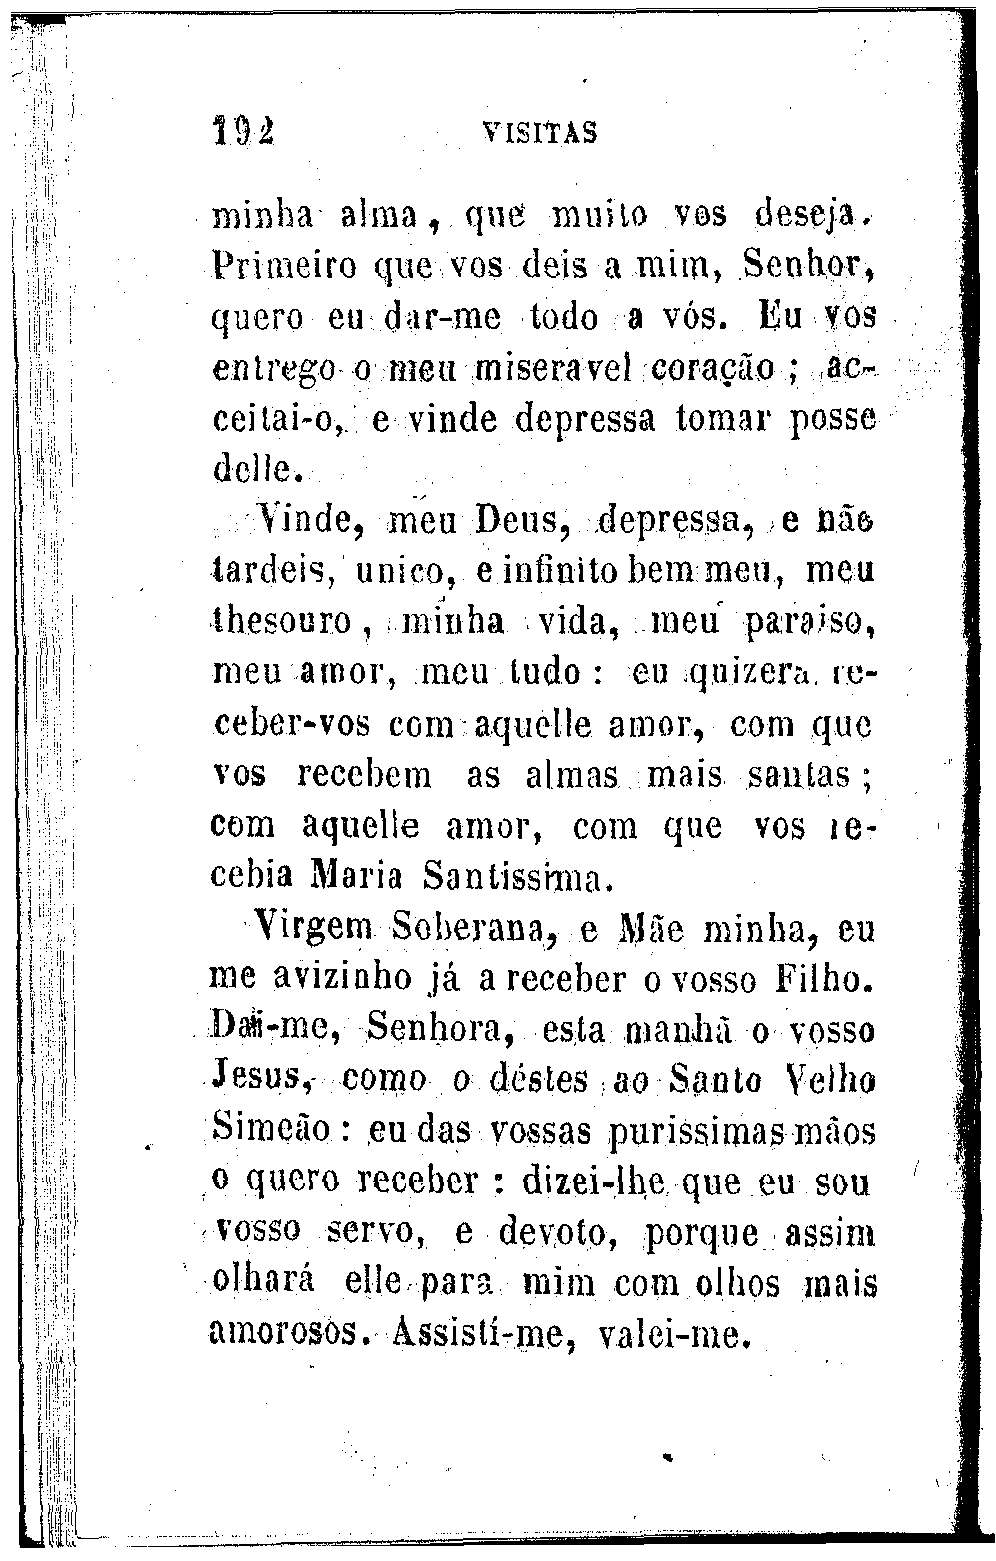 192 VISITAS
minha alma, que muito vos deseja.
Primeiro que vos deis a mim, Senhor,
quero eu dar-me todo a vós. Eu vos
entrego o meu miseravel coração ; ac-
ceitai-o, e vinde depressa tomar posse
delle.
Vinde, meu Deus, depressa, e não
tardeis, unico, e infinito bem meu, meu
thesouro, minha vida, meu paraiso,
meu amor, meu tudo : eu quizera re-
ceber-vos com aquelle amor, com que
vos recebem as almas mais santas ;
com aquelle amor, com que vos re-
cebia Maria Santissima.
Virgem Soberana, e Mãe minha, eu
me avizinho já a receber o vosso Filho.
Dai-me, Senhora, esta manhã o vosso
Jesus, como o déstes ao Santo Velho
Simeão : eu das vossas purissimas mãos
o quero receber : dizei-lhe que eu sou
vosso servo, e devoto, porque assim
olhará elle para mim com olhos mais
amorosos. Assistí-me, valei-me.